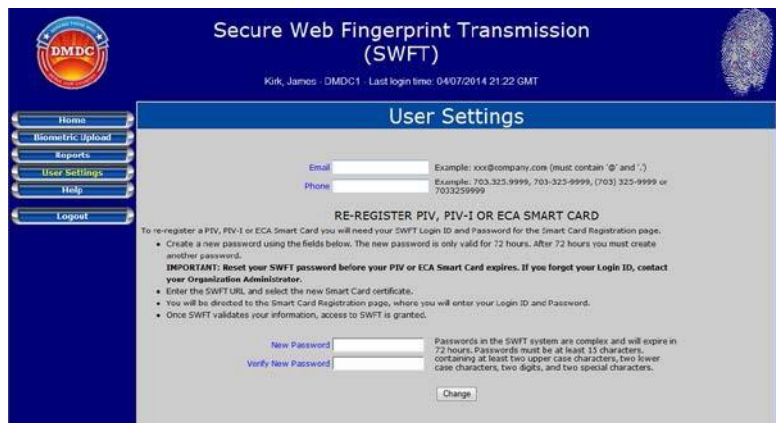 DMDC
Secure Web Fingerprint Transmission
(SWFT)
Kirk, James - DMDC1 - Last login time: 04/07/2014 21:22 GMT
Home
Biometric Upload
Reports
User Settings
Help
Logout
User Settings
Email
Example: xxx@company.com (must contain '@' and '.')
Phone
Example: 703.325.9999, 703-325-9999, (703) 325-9999 or
7033259999
RE-REGISTER PIV, PIV-I OR ECA SMART CARD
To re-register a PIV, PIV-I or ECA Smart Card you will need your SWFT Login ID and Password for the Smart Card Registration page.
• Create a new password using the fields below. The new password is only valid for 72 hours. After 72 hours you must create
another password.
IMPORTANT: Reset your SWFT password before your PIV or ECA Smart Card expires. If you forget your Login ID, contact
your Organization Administrator.
• Enter the SWFT URL and select the new Smart Card certificate.
• You will be directed to the Smart Card Registration page, where you will enter your Login ID and Password.
• Once SWFT validates your information, access to SWFT is granted.
New Password
Verify New Password
Passwords in the SWFT system are complex and will expire in
72 hours. Passwords must be at least 15 characters,
containing at least two upper case characters, two lower
case characters, two digits, and two special characters.
Change